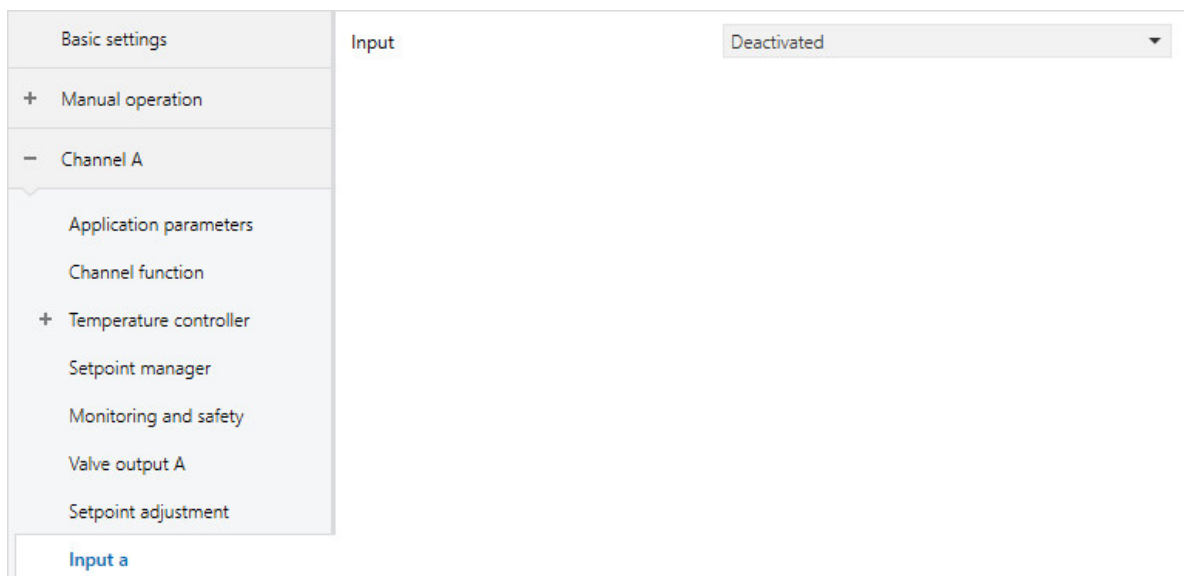 Basic settings
Input
Deactivated
+ Manual operation
− Channel A
Application parameters
Channel function
+ Temperature controller
Setpoint manager
Monitoring and safety
Valve output A
Setpoint adjustment
Input a